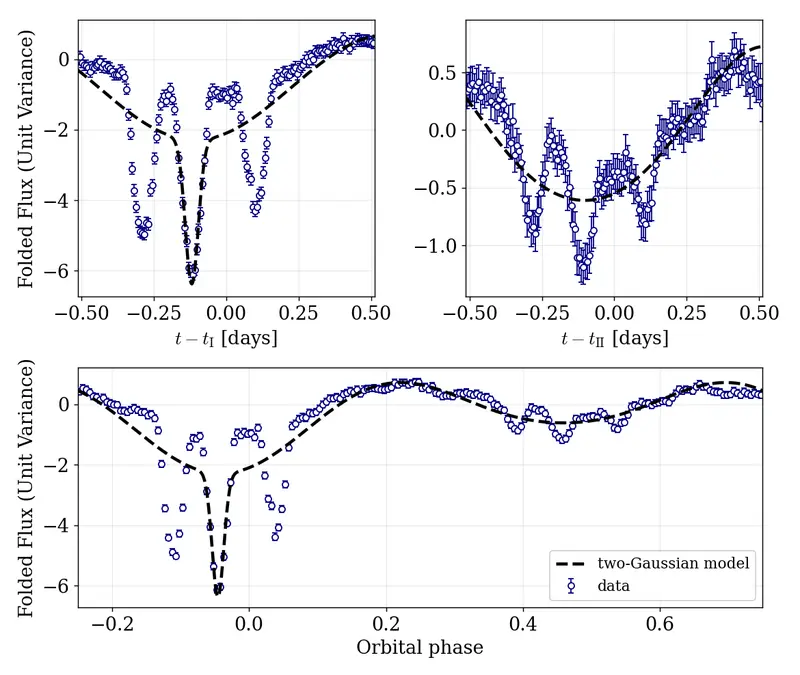 Folded Flux (Unit Variance)
0
−2
−4
−6
−0.50 −0.25 0.00 0.25 0.50
t − tI [days]
0.5
0.0
−0.5
−1.0
−0.50 −0.25 0.00 0.25 0.50
t − tII [days]
Folded Flux (Unit Variance)
0
−2
−4
−6
−0.2 0.0 0.2 0.4 0.6
Orbital phase
two-Gaussian model
data